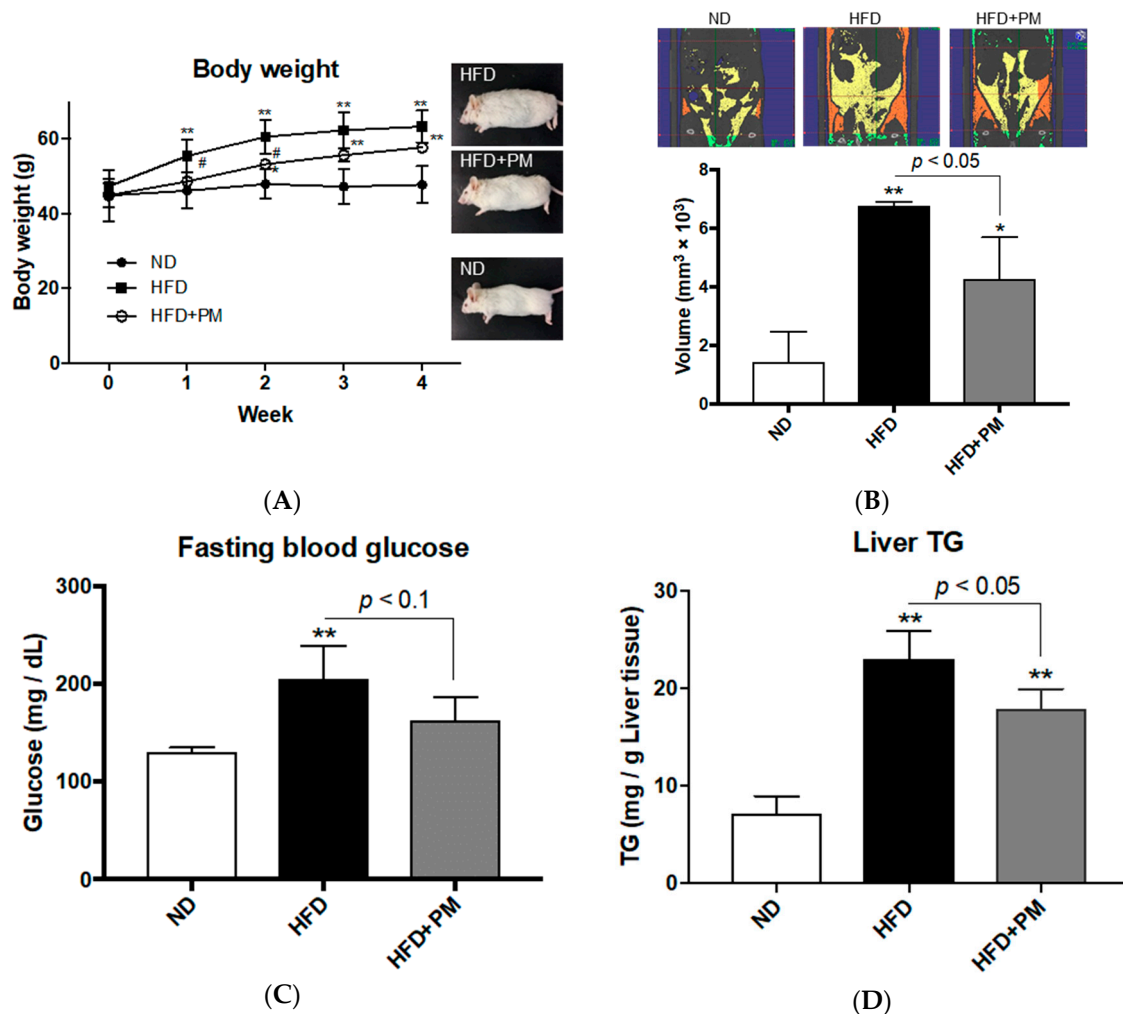 Body weight
Body weight (g)
60
40
20
0
** ** ** **
# # ** **
*
ND
HFD
HFD+PM
0 1 2 3 4
Week
HFD
HFD+PM
ND
(A)
ND HFD HFD+PM
p < 0.05
**
*
Volume (mm³ × 10³)
8
6
4
2
0
ND HFD HFD+PM
(B)
Fasting blood glucose
p < 0.1
**
Glucose (mg / dL)
300
200
100
0
ND HFD HFD+PM
(C)
Liver TG
p < 0.05
**
**
TG (mg / g Liver tissue)
30
20
10
0
ND HFD HFD+PM
(D)